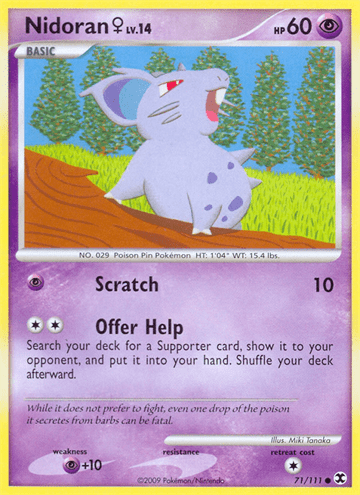 Nidoran♀ LV.14 HP 60
BASIC
NO. 029 Poison Pin Pokémon HT: 1'04" WT: 15.4 lbs.
Scratch 10
Offer Help
Search your deck for a Supporter card, show it to your
opponent, and put it into your hand. Shuffle your deck
afterward.
While it does not prefer to fight, even one drop of the poison
it secretes from barbs can be fatal.
Illus. Miki Tanaka
weakness resistance retreat cost
+10
©2009 Pokémon/Nintendo 71/111